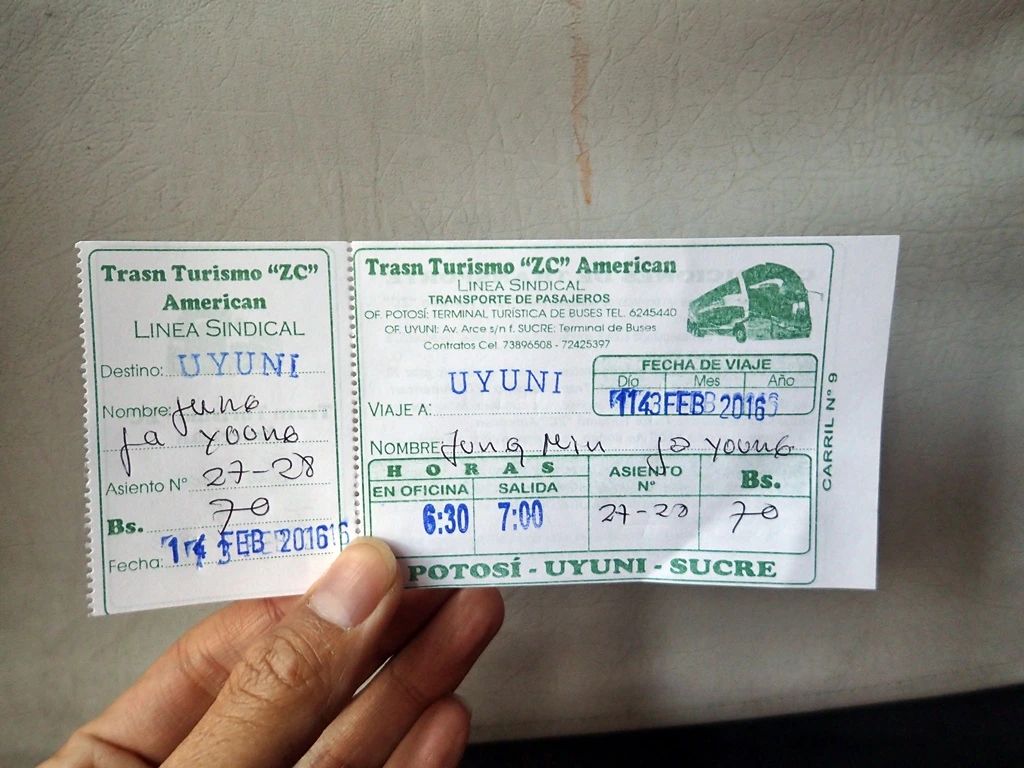 Trasn Turismo "ZC"
American
LINEA SINDICAL
Destino: UYUNI
Nombre: Jung
Ja YOONG
Asiento Nº 27-28
Bs. 70
Fecha: FEB 2016
Trasn Turismo "ZC" American
LINEA SINDICAL
TRANSPORTE DE PASAJEROS
OF. POTOSÍ: TERMINAL TURÍSTICA DE BUSES TEL. 6245440
OF. UYUNI: Av. Arce s/n f. SUCRE: Terminal de Buses
Contratos Cel. 73896508 - 72425397
FECHA DE VIAJE
Día Mes Año
FEB 2016
UYUNI
VIAJE A:
NOMBRE Jung Min Ja YOUNG
HORAS
EN OFICINA SALIDA ASIENTO Nº Bs.
6:30 7:00 27-28 70
POTOSÍ - UYUNI - SUCRE
CARRIL Nº 9